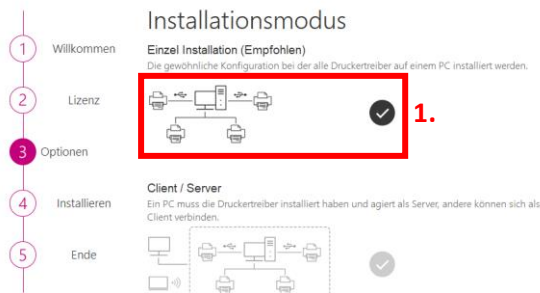 Installationsmodus
1 Willkommen
Einzel Installation (Empfohlen)
Die gewöhnliche Konfiguration bei der alle Druckertreiber auf einem PC installiert werden.
2 Lizenz
1.
3 Optionen
Client / Server
4 Installieren
Ein PC muss die Druckertreiber installiert haben und agiert als Server, andere können sich als
Client verbinden.
5 Ende